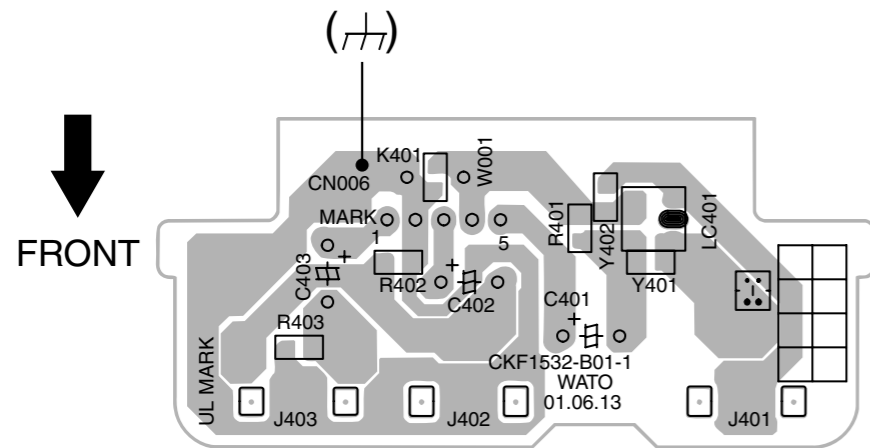 K401
W001
CN006
MARK
1
5
FRONT
C403
+
R402
+
C402
R401
Y402
LC401
Y401
C401
+
R403
UL MARK
CKF1532-B01-1
WATO
01.06.13
J403
J402
J401